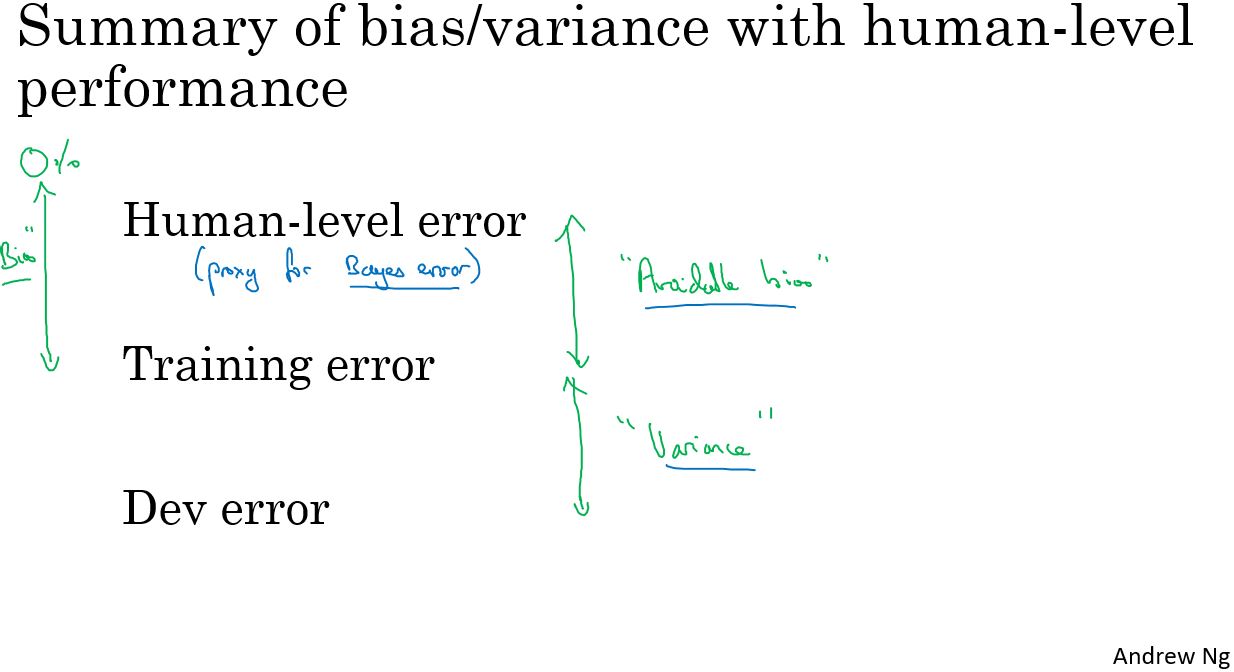 Summary of bias/variance with human-level
performance
0%
Human-level error
"Bias"
(proxy for Bayes error)
"Avoidable bias"
Training error
"Variance"
Dev error
Andrew Ng